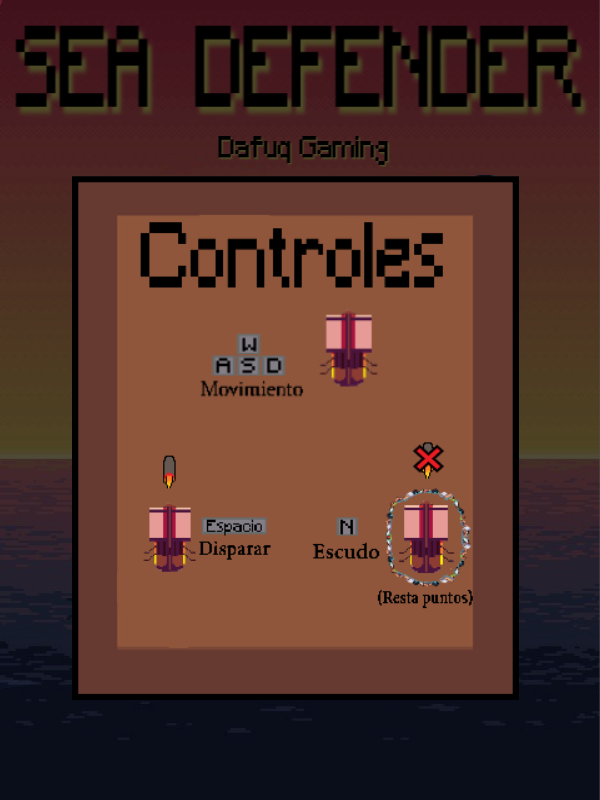 SEA DEFENDER
Dafuq Gaming
Controles
W
A S D
Movimiento
Espacio
Disparar
N
Escudo
(Resta puntos)